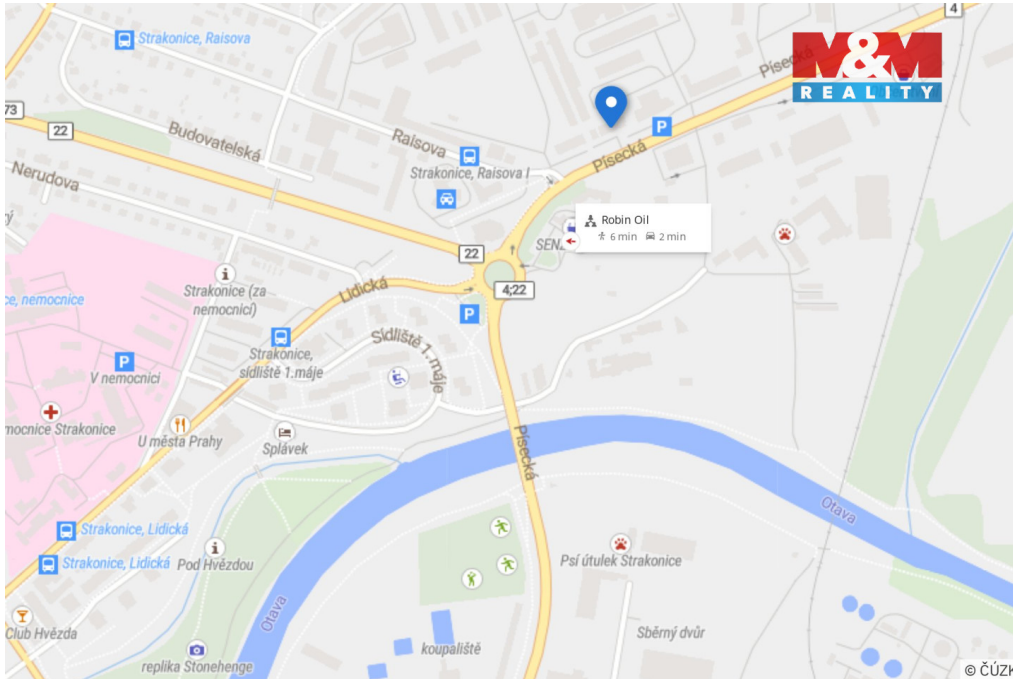 4
Strakonice, Raisova
M&M
REALITY
Písecká
73
22
Budovatelská
Raisova
P
Písecká
Nerudova
Strakonice, Raisova I
Robin Oil
6 min
2 min
22
SEN
Strakonice (za
nemocnicí)
Lidická
4;22
ce, nemocnice
P
Strakonice,
sídliště 1.máje
Sídliště 1. máje
P
V nemocnici
mocnice Strakonice
U města Prahy
Splávek
Písecká
Otava
Strakonice, Lidická
Strakonice, Lidická
Pod Hvězdou
Psí útulek Strakonice
Otava
Club Hvězda
koupaliště
Sběrný dvůr
replika Stonehenge
© ČÚZK